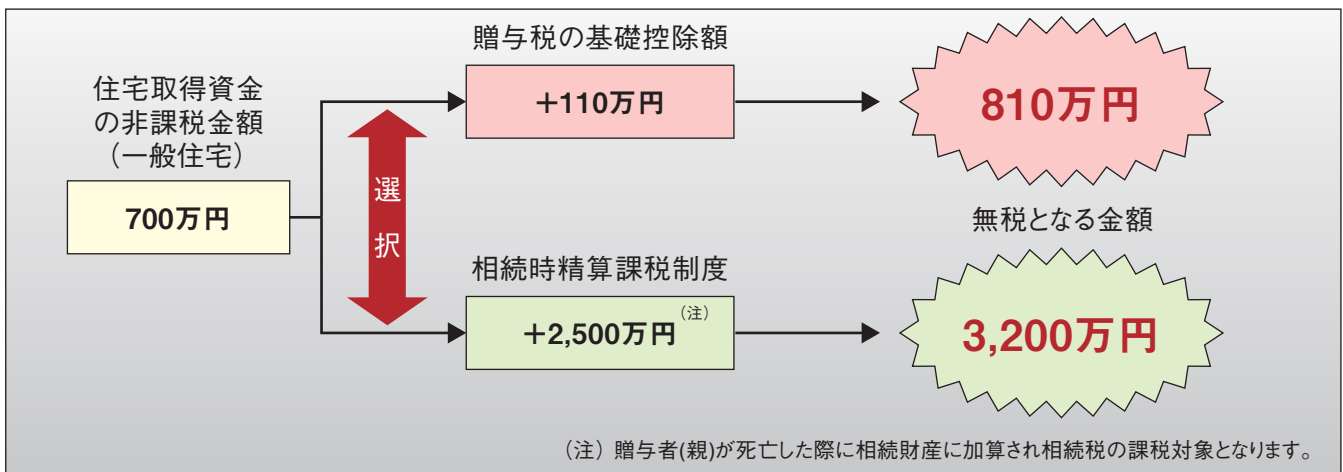 住宅取得資金
の非課税金額
（一般住宅）
700万円
選
択
贈与税の基礎控除額
＋110万円
810万円
相続時精算課税制度
＋2,500万円（注）
無税となる金額
3,200万円
（注）贈与者(親)が死亡した際に相続財産に加算され相続税の課税対象となります。